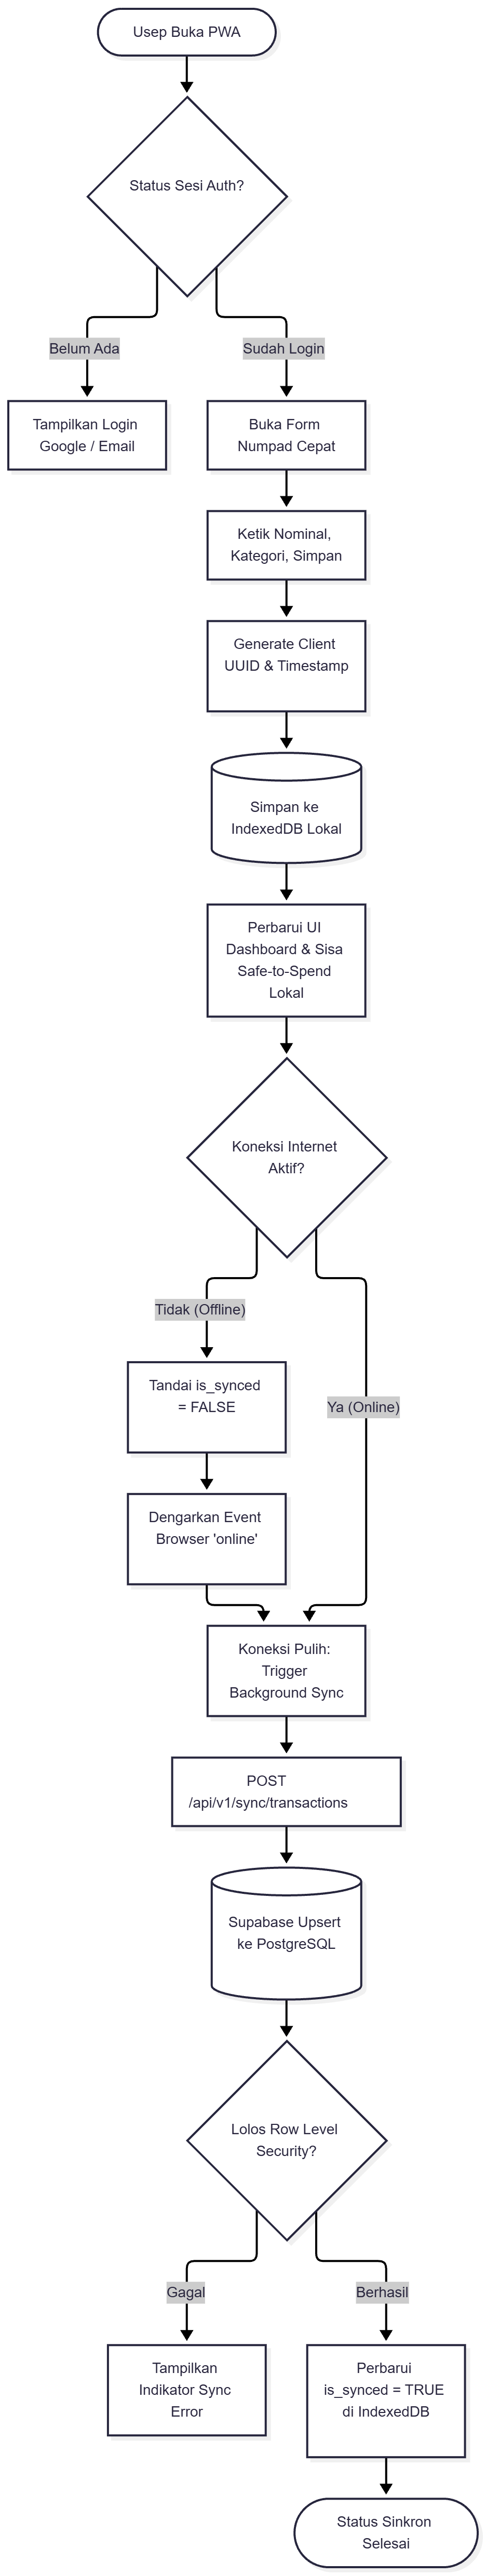 Usep Buka PWA
Status Sesi Auth?
Belum Ada
Sudah Login
Tampilkan Login
Google / Email
Buka Form
Numpad Cepat
Ketik Nominal,
Kategori, Simpan
Generate Client
UUID & Timestamp
Simpan ke
IndexedDB Lokal
Perbarui UI
Dashboard & Sisa
Safe-to-Spend
Lokal
Koneksi Internet
Aktif?
Tidak (Offline)
Tandai is_synced
= FALSE
Ya (Online)
Dengarkan Event
Browser 'online'
Koneksi Pulih:
Trigger
Background Sync
POST
/api/v1/sync/transactions
Supabase Upsert
ke PostgreSQL
Lolos Row Level
Security?
Gagal
Berhasil
Tampilkan
Indikator Sync
Error
Perbarui
is_synced = TRUE
di IndexedDB
Status Sinkron
Selesai